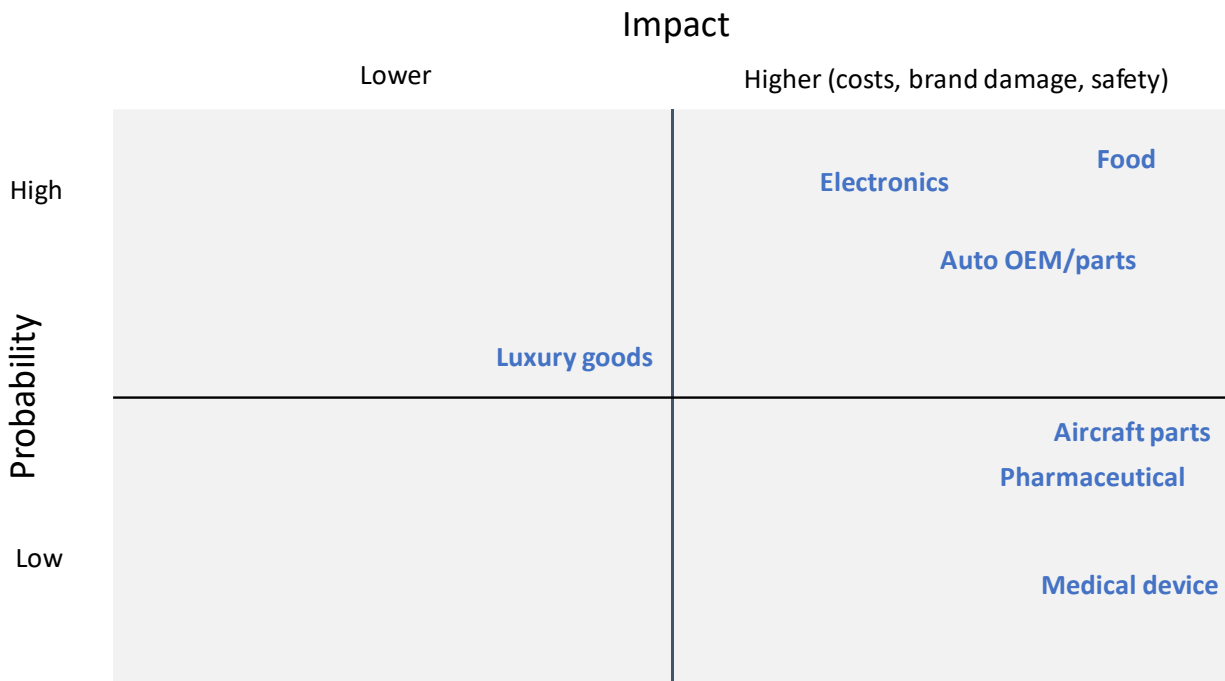 Impact
Lower
Higher (costs, brand damage, safety)
High
Food
Electronics
Auto OEM/parts
Probability
Luxury goods
Aircraft parts
Pharmaceutical
Low
Medical device